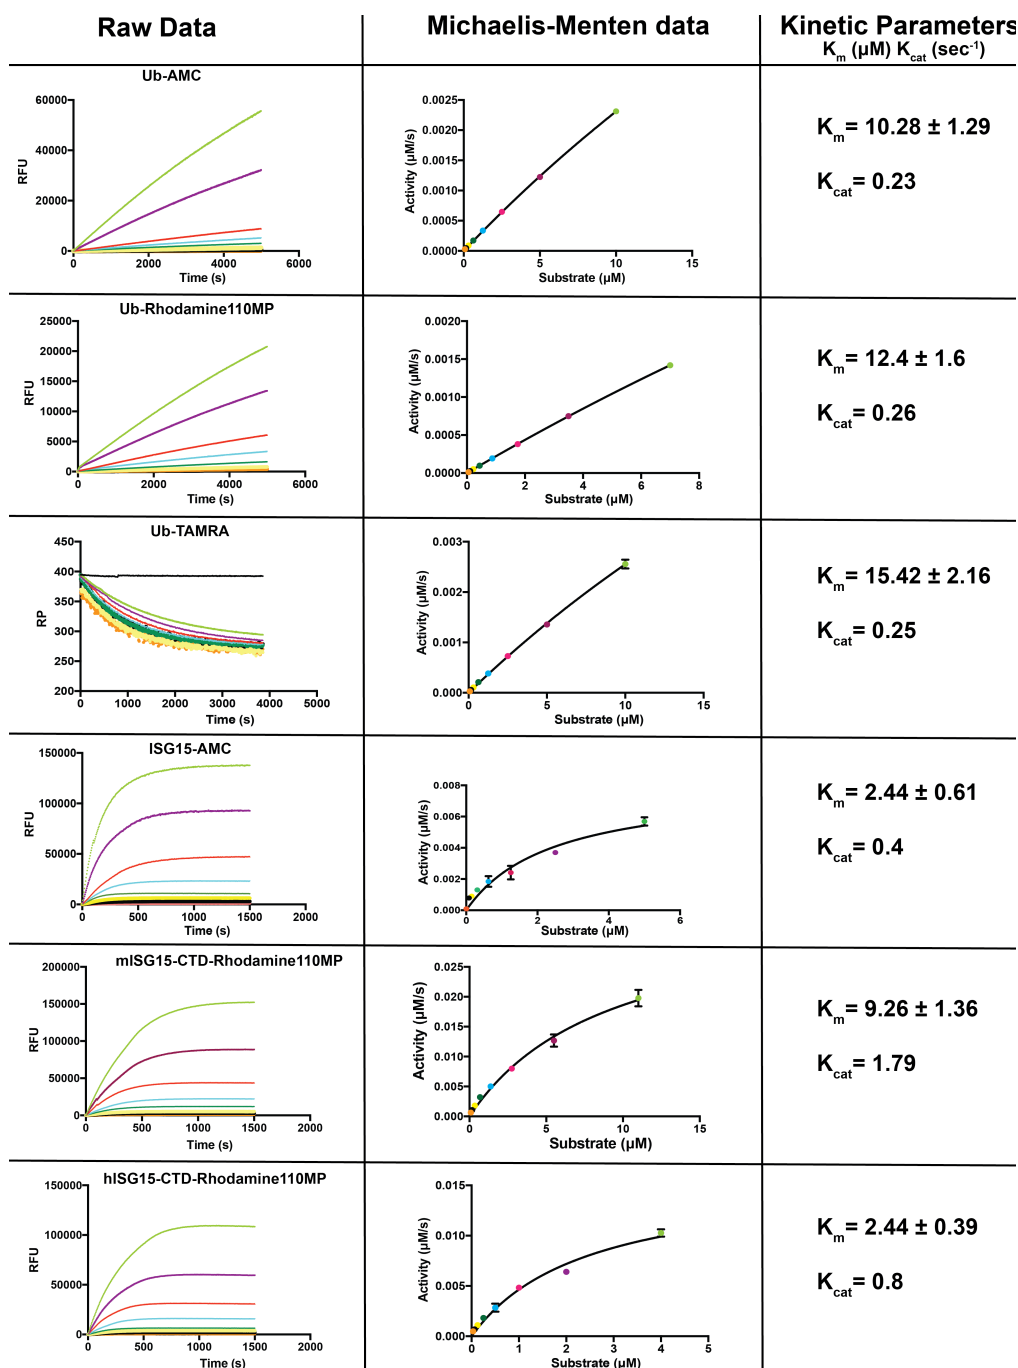 Raw Data
Michaelis-Menten data
Kinetic Parameters
Km (µM) Kcat (sec-1)
Ub-AMC
60000
40000
20000
0
RFU
0 2000 4000 6000
Time (s)
0.0025
0.0020
0.0015
0.0010
0.0005
0.0000
Activity (µM/s)
0 5 10 15
Substrate (µM)
Km= 10.28 ± 1.29
Kcat= 0.23
Ub-Rhodamine110MP
25000
20000
15000
10000
5000
0
RFU
0 2000 4000 6000
Time (s)
0.0020
0.0015
0.0010
0.0005
0.0000
Activity (µM/s)
0 2 4 6 8
Substrate (µM)
Km= 12.4 ± 1.6
Kcat= 0.26
Ub-TAMRA
450
400
350
300
250
200
RP
0 1000 2000 3000 4000 5000
Time (s)
0.003
0.002
0.001
0.000
Activity (µM/s)
0 5 10 15
Substrate (µM)
Km= 15.42 ± 2.16
Kcat= 0.25
ISG15-AMC
150000
100000
50000
0
RFU
0 500 1000 1500 2000
Time (s)
0.008
0.006
0.004
0.002
0.000
Activity (µM/s)
0 2 4 6
Substrate (µM)
Km= 2.44 ± 0.61
Kcat= 0.4
mISG15-CTD-Rhodamine110MP
200000
150000
100000
50000
0
RFU
0 500 1000 1500 2000
Time (s)
0.025
0.020
0.015
0.010
0.005
0.000
Activity (µM/s)
0 5 10 15
Substrate (µM)
Km= 9.26 ± 1.36
Kcat= 1.79
hISG15-CTD-Rhodamine110MP
150000
100000
50000
0
RFU
0 500 1000 1500 2000
Time (s)
0.015
0.010
0.005
0.000
Activity (µM/s)
0 1 2 3 4 5
Substrate (µM)
Km= 2.44 ± 0.39
Kcat= 0.8